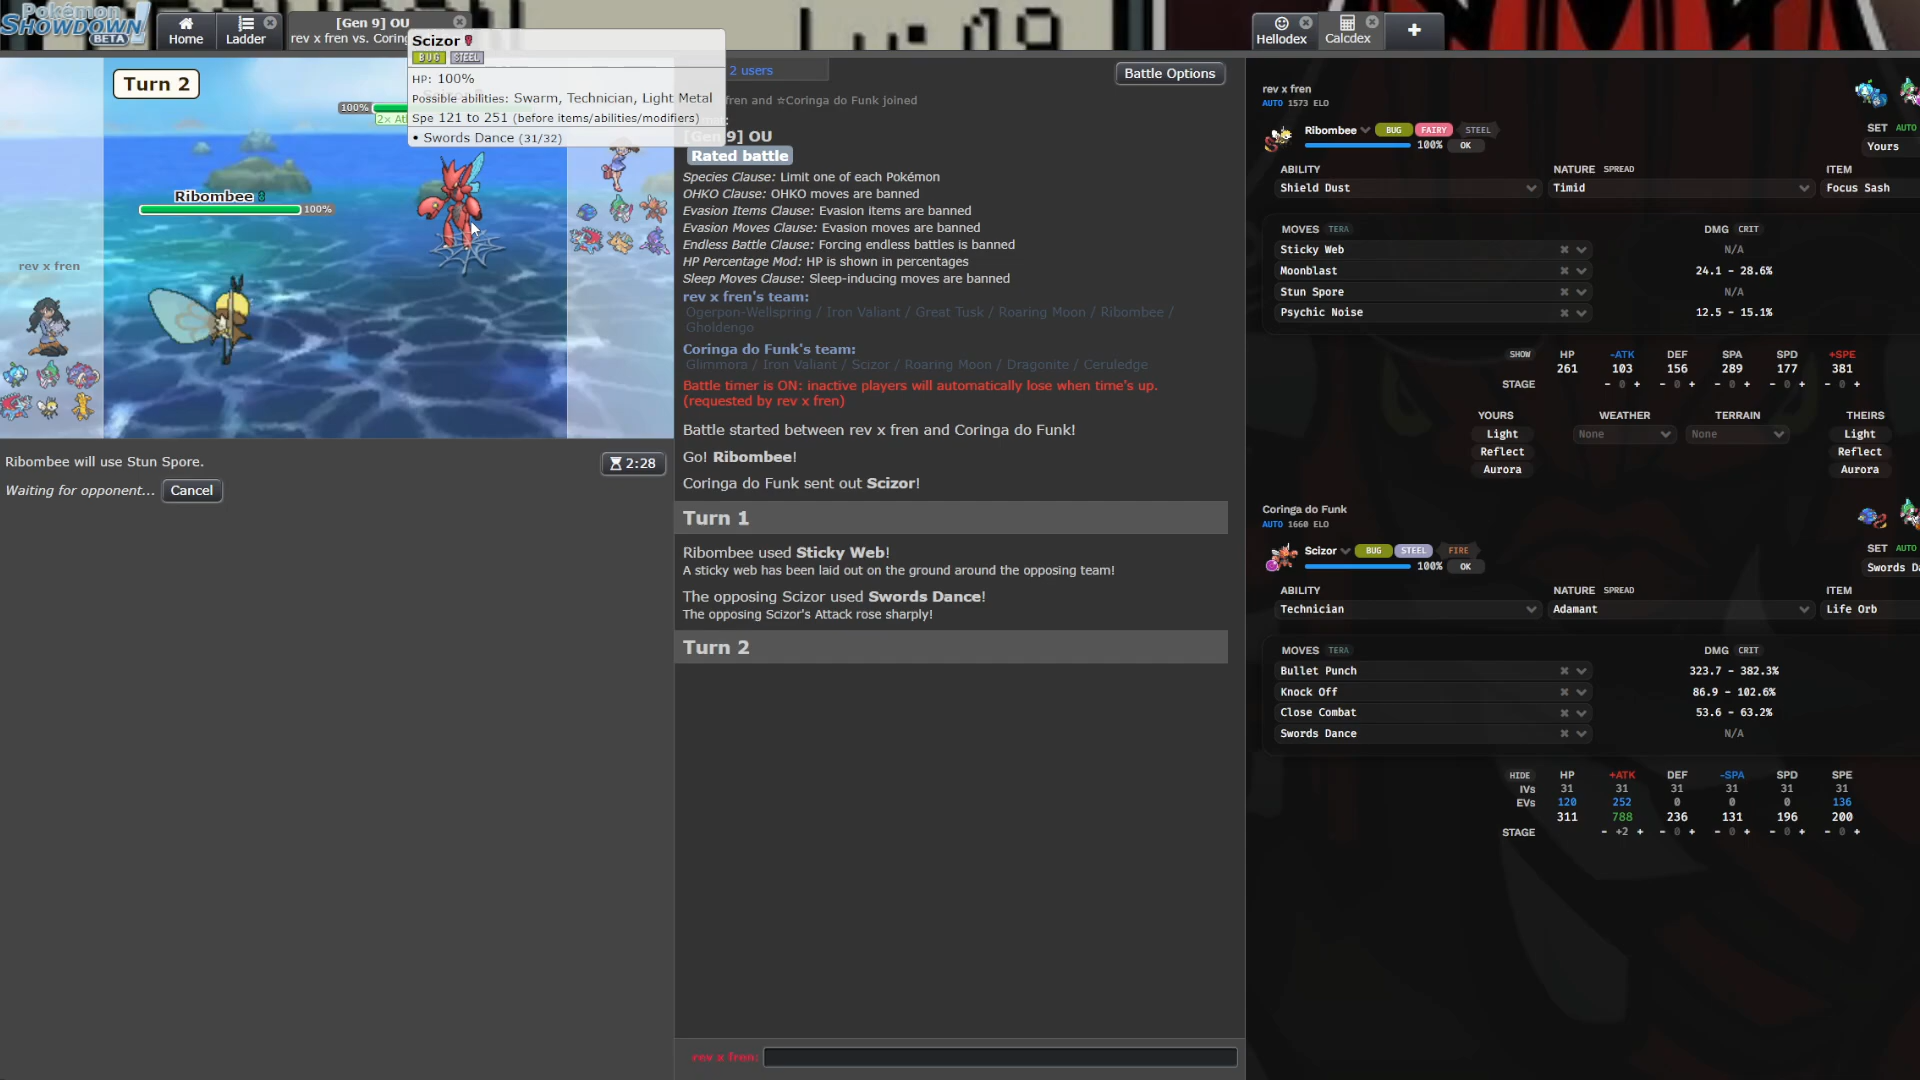 Pokémon
SHOWDOWN!
BETA
Home
Ladder
[Gen 9] OU
rev x fren vs. Coring
Lv. 79
Hellodex
Calcdex
Turn 2
Scizor
BUG STEEL
HP: 100%
Possible abilities: Swarm, Technician, Light Metal
Spe 121 to 251 (before items/abilities/modifiers)
• Swords Dance (31/32)
100%
2x At
Ribombee
100%
rev x fren
Ribombee will use Stun Spore.
2:28
Waiting for opponent...
Cancel
2 users
Battle Options
fren and ☆Coringa do Funk joined
[Gen 9] OU
Rated battle
Species Clause: Limit one of each Pokémon
OHKO Clause: OHKO moves are banned
Evasion Items Clause: Evasion items are banned
Evasion Moves Clause: Evasion moves are banned
Endless Battle Clause: Forcing endless battles is banned
HP Percentage Mod: HP is shown in percentages
Sleep Moves Clause: Sleep-inducing moves are banned
rev x fren's team:
Ogerpon-Wellspring / Iron Valiant / Great Tusk / Roaring Moon / Ribombee /
Gholdengo
Coringa do Funk's team:
Glimmora / Iron Valiant / Scizor / Roaring Moon / Dragonite / Ceruledge
Battle timer is ON: inactive players will automatically lose when time's up.
(requested by rev x fren)
Battle started between rev x fren and Coringa do Funk!
Go! Ribombee!
Coringa do Funk sent out Scizor!
Turn 1
Ribombee used Sticky Web!
A sticky web has been laid out on the ground around the opposing team!
The opposing Scizor used Swords Dance!
The opposing Scizor's Attack rose sharply!
Turn 2
rev x fren:
rev x fren
AUTO 1573 ELO
Ribombee BUG FAIRY STEEL
100% OK
SET AUTO
Yours
ABILITY NATURE SPREAD ITEM
Shield Dust Timid Focus Sash
MOVES TERA DMG CRIT
Sticky Web N/A
Moonblast 24.1 - 28.6%
Stun Spore N/A
Psychic Noise 12.5 - 15.1%
SHOW HP -ATK DEF SPA SPD +SPE
261 103 156 289 177 381
STAGE - 0 + - 0 + - 0 + - 0 + - 0 +
YOURS WEATHER TERRAIN THEIRS
Light None None Light
Reflect Reflect
Aurora Aurora
Coringa do Funk
AUTO 1660 ELO
Scizor BUG STEEL FIRE
100% OK
SET AUTO
Swords Da
ABILITY NATURE SPREAD ITEM
Technician Adamant Life Orb
MOVES TERA DMG CRIT
Bullet Punch 323.7 - 382.3%
Knock Off 86.9 - 102.6%
Close Combat 53.6 - 63.2%
Swords Dance N/A
HIDE HP +ATK DEF -SPA SPD SPE
IVs 31 31 31 31 31 31
EVs 120 252 0 0 0 136
311 788 236 131 196 200
STAGE - +2 + - 0 + - 0 + - 0 + - 0 +